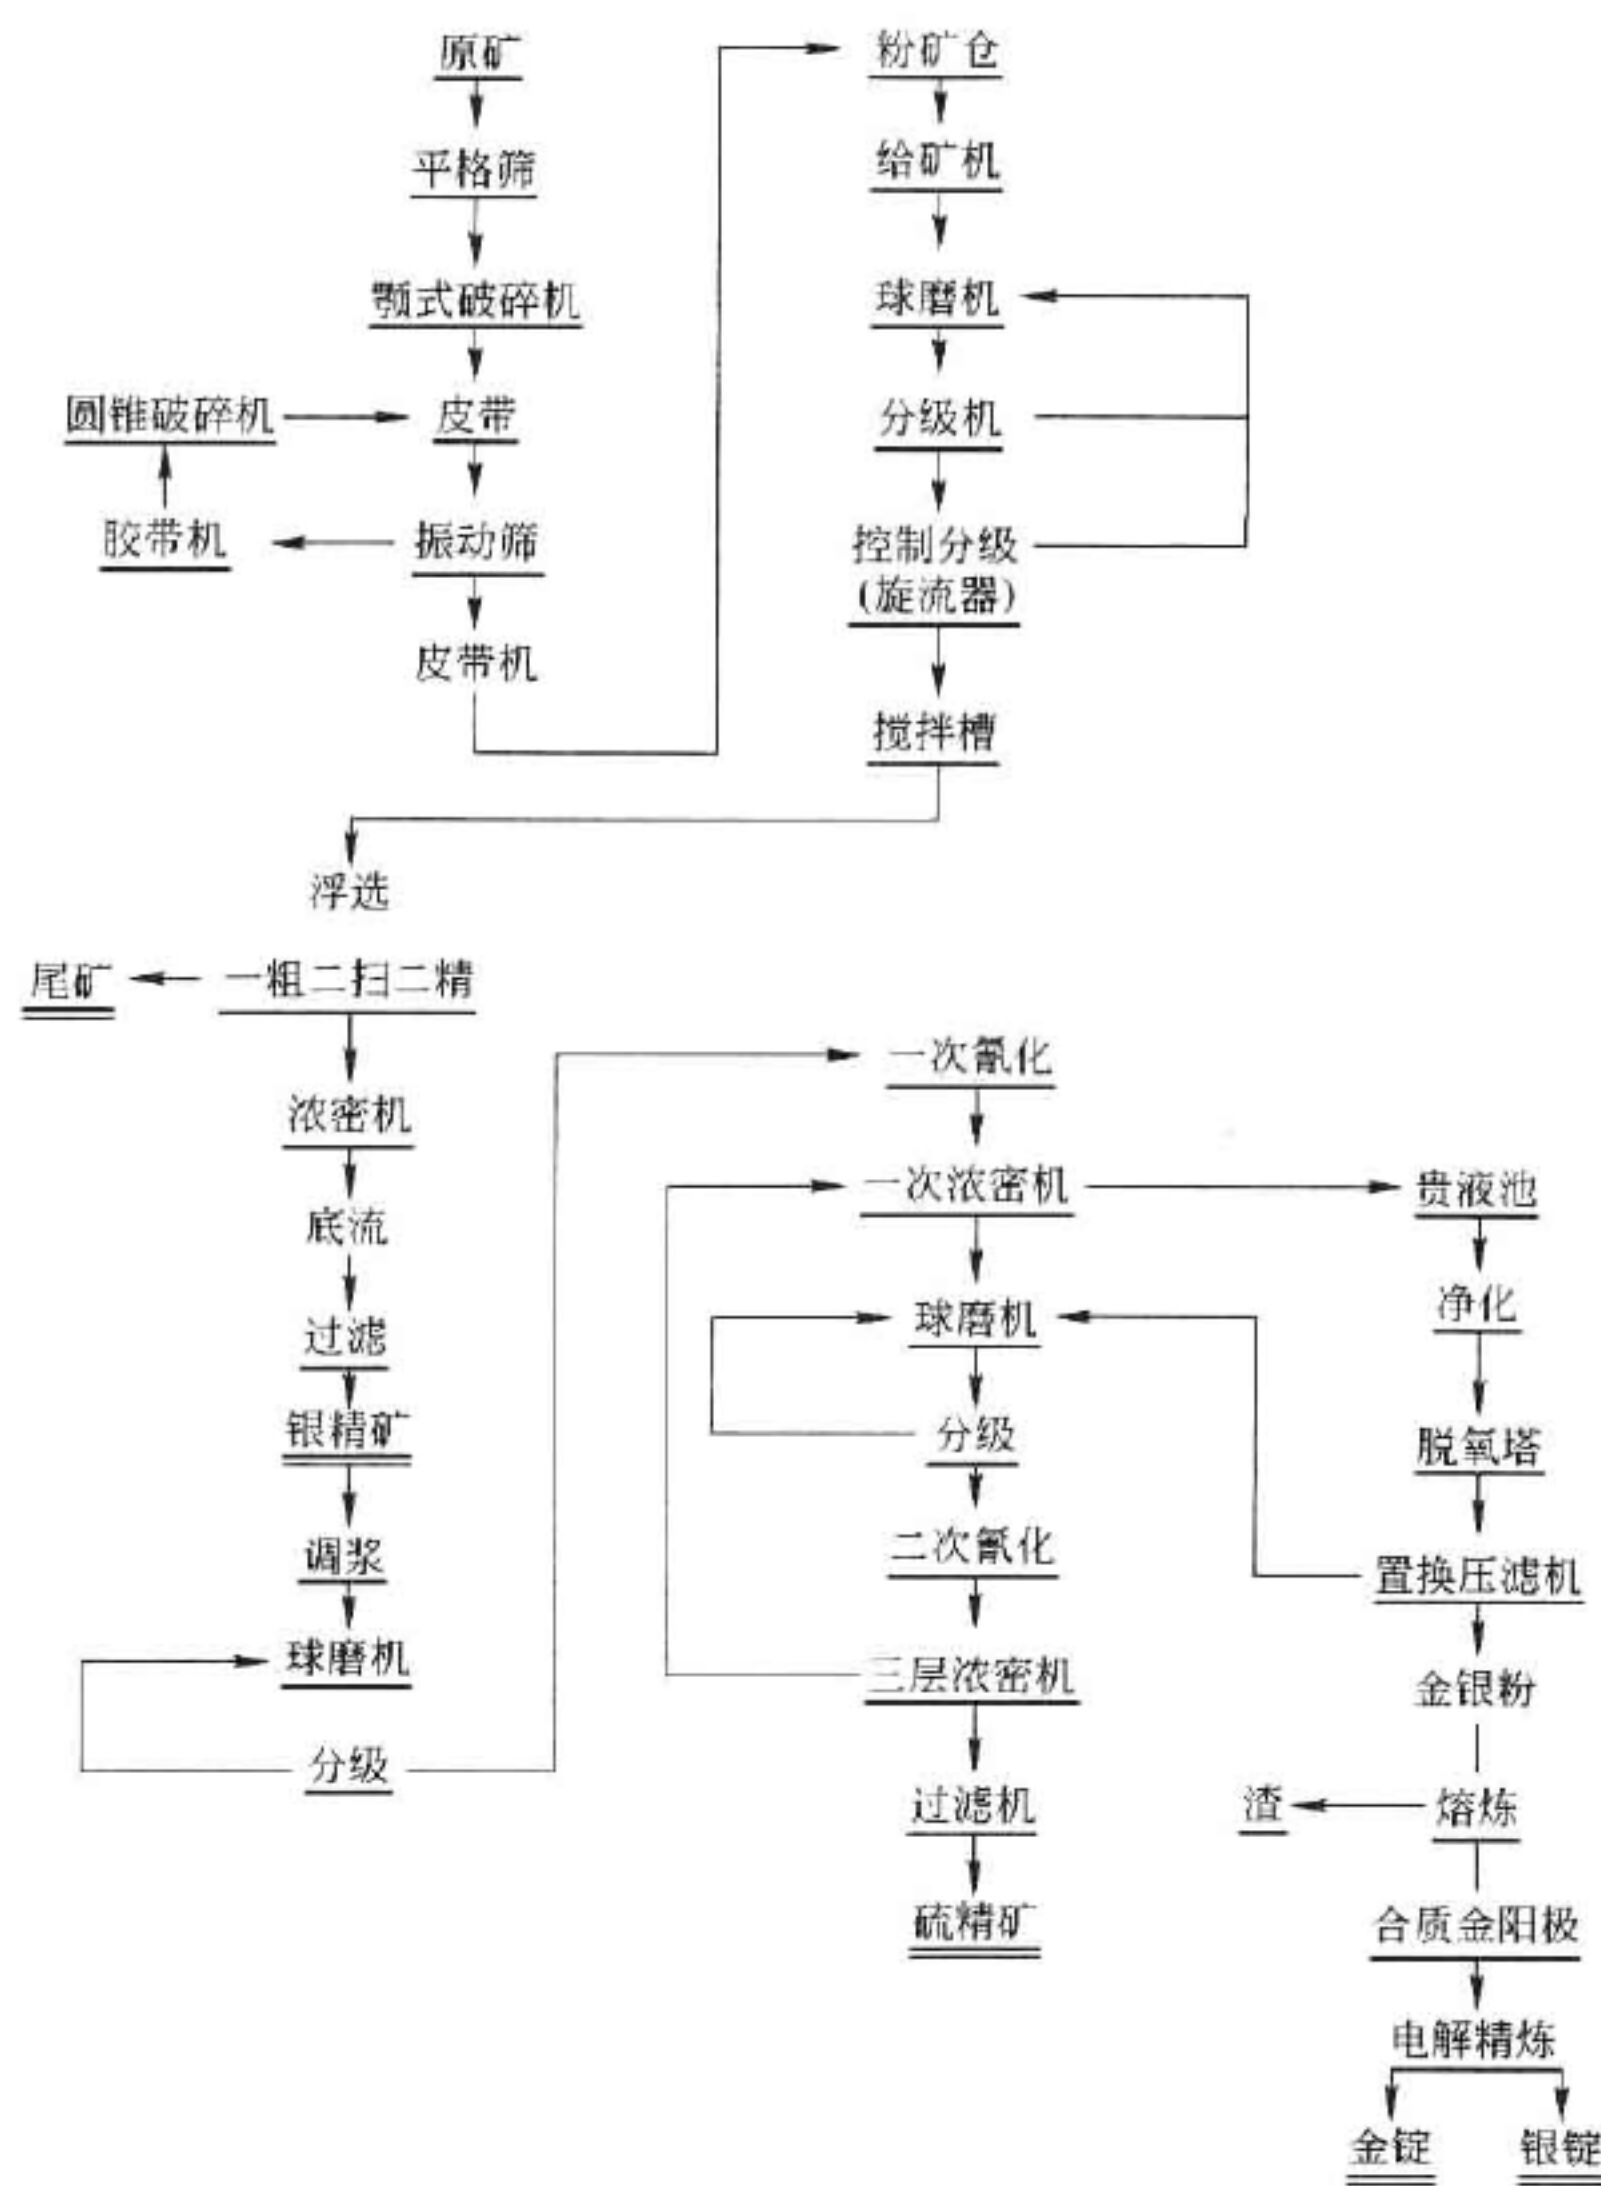 原矿
平格筛
颚式破碎机
圆锥破碎机
皮带
胶带机
振动筛
皮带机
粉矿仓
给矿机
球磨机
分级机
控制分级
(旋流器)
搅拌槽
浮选
尾矿
一粗二扫二精
浓密机
底流
过滤
银精矿
调浆
球磨机
分级
一次氰化
一次浓密机
球磨机
分级
二次氰化
三层浓密机
过滤机
硫精矿
贵液池
净化
脱氧塔
置换压滤机
金银粉
渣
熔炼
合质金阳极
电解精炼
金锭
银锭